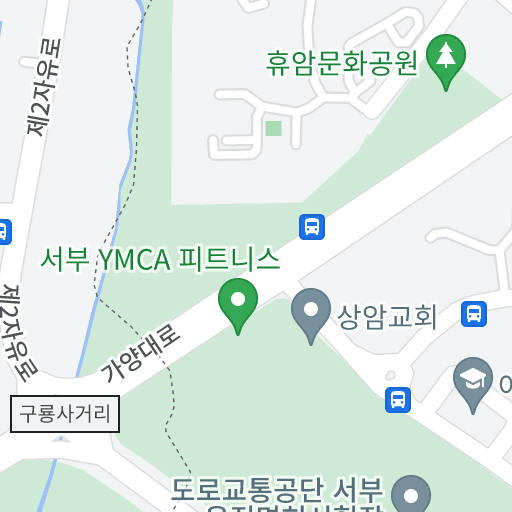 제2자유로
휴암문화공원
서부 YMCA 피트니스
제2자유로
상암교회
가양대로
구룡사거리
도로교통공단 서부